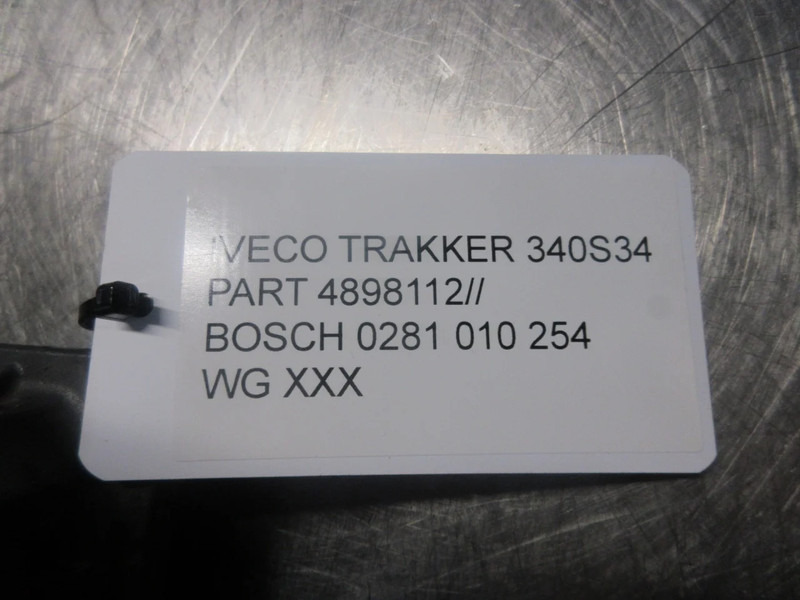 IVECO TRAKKER 340S34
PART 4898112//
BOSCH 0281 010 254
WG XXX